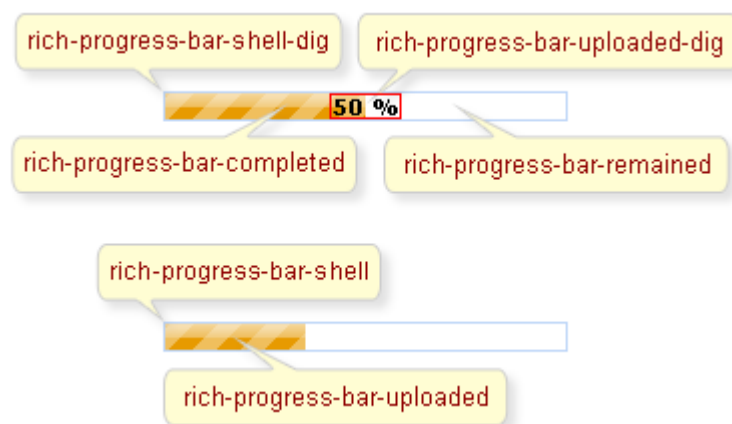 rich-progress-bar-shell-dig
rich-progress-bar-uploaded-dig
50 %
rich-progress-bar-completed
rich-progress-bar-remained
rich-progress-bar-shell
rich-progress-bar-uploaded